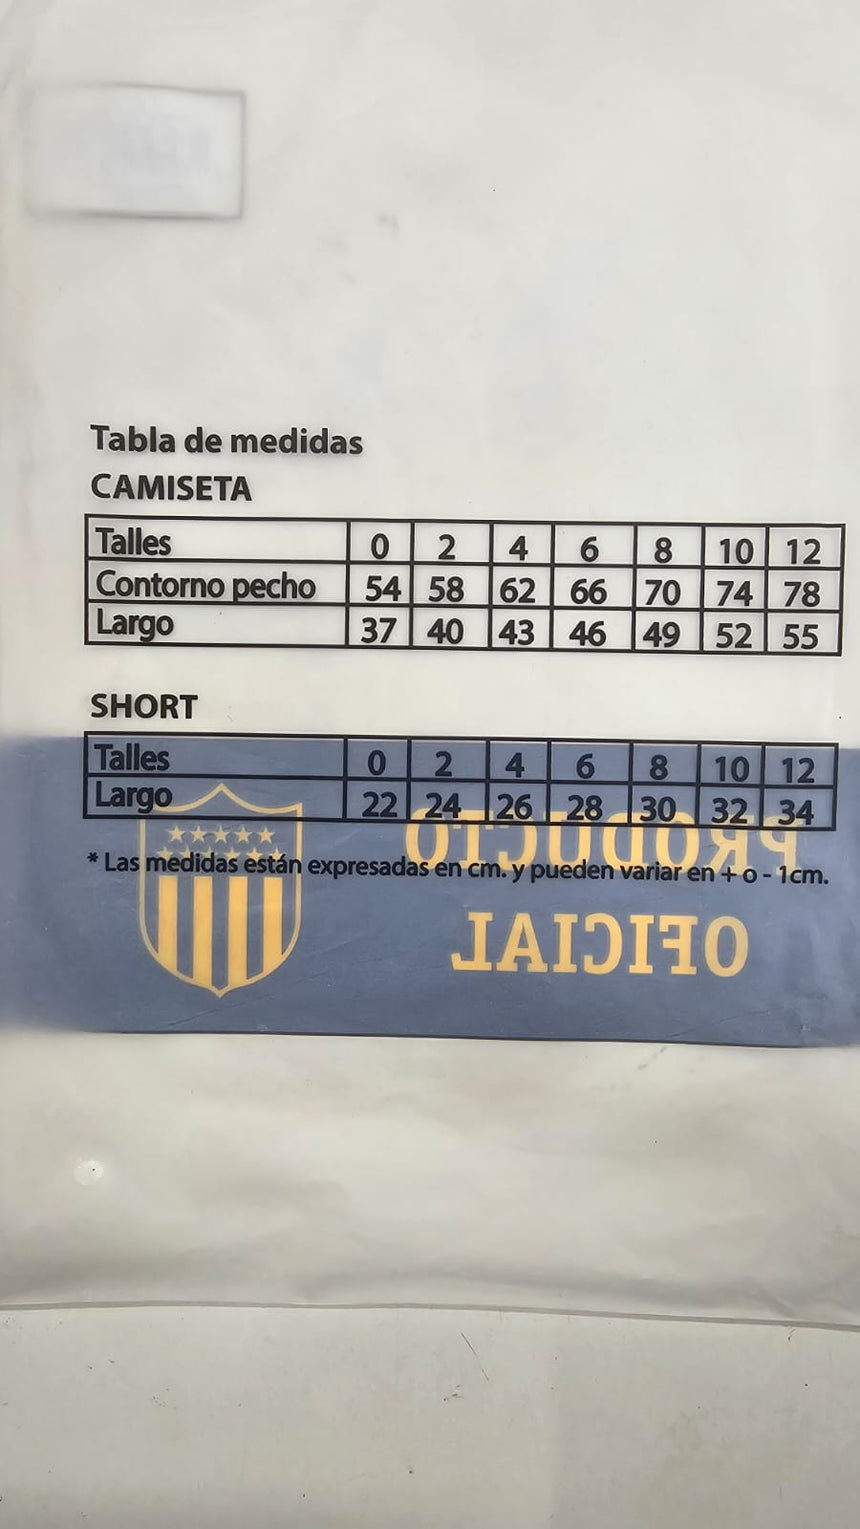 Tabla de medidas
CAMISETA
Talles 0 2 4 6 8 10 12
Contorno pecho 54 58 62 66 70 74 78
Largo 37 40 43 46 49 52 55
SHORT
Talles 0 2 4 6 8 10 12
Largo 22 24 26 28 30 32 34
PRODUCTO
* Las medidas están expresadas en cm. y pueden variar en + o - 1cm.
OFICIAL